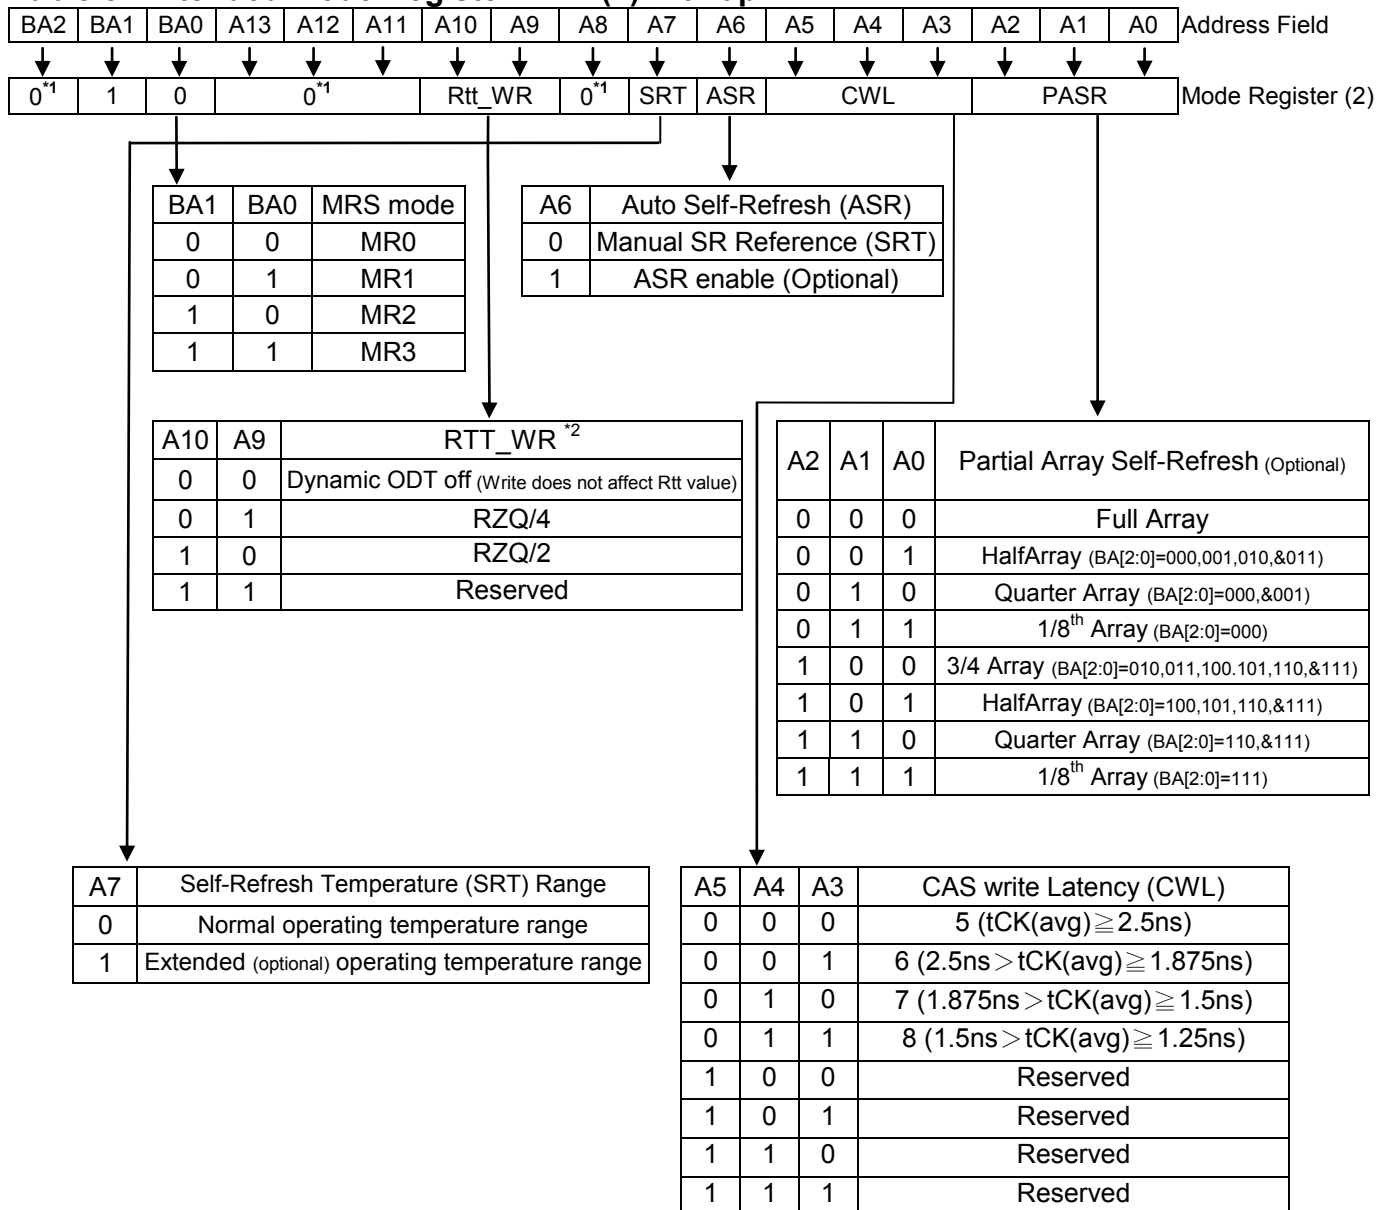 BA2 BA1 BA0 A13 A12 A11 A10 A9 A8 A7 A6 A5 A4 A3 A2 A1 A0 Address Field
0*1 1 0 0*1 Rtt_WR 0*1 SRT ASR CWL PASR Mode Register (2)
BA1 BA0 MRS mode
0 0 MR0
0 1 MR1
1 0 MR2
1 1 MR3
A6 Auto Self-Refresh (ASR)
0 Manual SR Reference (SRT)
1 ASR enable (Optional)
A10 A9 RTT_WR *2
0 0 Dynamic ODT off (Write does not affect Rtt value)
0 1 RZQ/4
1 0 RZQ/2
1 1 Reserved
A2 A1 A0 Partial Array Self-Refresh (Optional)
0 0 0 Full Array
0 0 1 HalfArray (BA[2:0]=000,001,010,&011)
0 1 0 Quarter Array (BA[2:0]=000,&001)
0 1 1 1/8th Array (BA[2:0]=000)
1 0 0 3/4 Array (BA[2:0]=010,011,100.101,110,&111)
1 0 1 HalfArray (BA[2:0]=100,101,110,&111)
1 1 0 Quarter Array (BA[2:0]=110,&111)
1 1 1 1/8th Array (BA[2:0]=111)
A7 Self-Refresh Temperature (SRT) Range
0 Normal operating temperature range
1 Extended (optional) operating temperature range
A5 A4 A3 CAS write Latency (CWL)
0 0 0 5 (tCK(avg)≧2.5ns)
0 0 1 6 (2.5ns>tCK(avg)≧1.875ns)
0 1 0 7 (1.875ns>tCK(avg)≧1.5ns)
0 1 1 8 (1.5ns>tCK(avg)≧1.25ns)
1 0 0 Reserved
1 0 1 Reserved
1 1 0 Reserved
1 1 1 Reserved